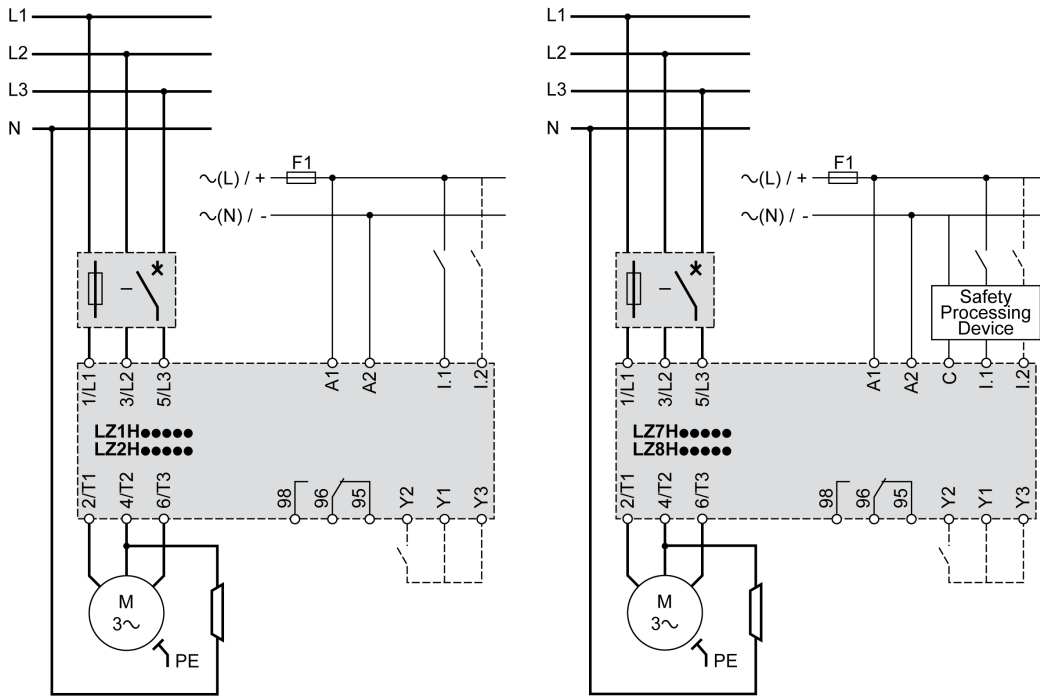 L1
L2
L3
N
F1
∼(L) / +
∼(N) / -
1/L1
3/L2
5/L3
A1
A2
I.1
I.2
LZ1H●●●●●
LZ2H●●●●●
2/T1
4/T2
6/T3
98
96
95
Y2
Y1
Y3
M
3∼
PE
L1
L2
L3
N
F1
∼(L) / +
∼(N) / -
Safety
Processing
Device
1/L1
3/L2
5/L3
A1
A2
C
I.1
I.2
LZ7H●●●●●
LZ8H●●●●●
2/T1
4/T2
6/T3
98
96
95
Y2
Y1
Y3
M
3∼
PE